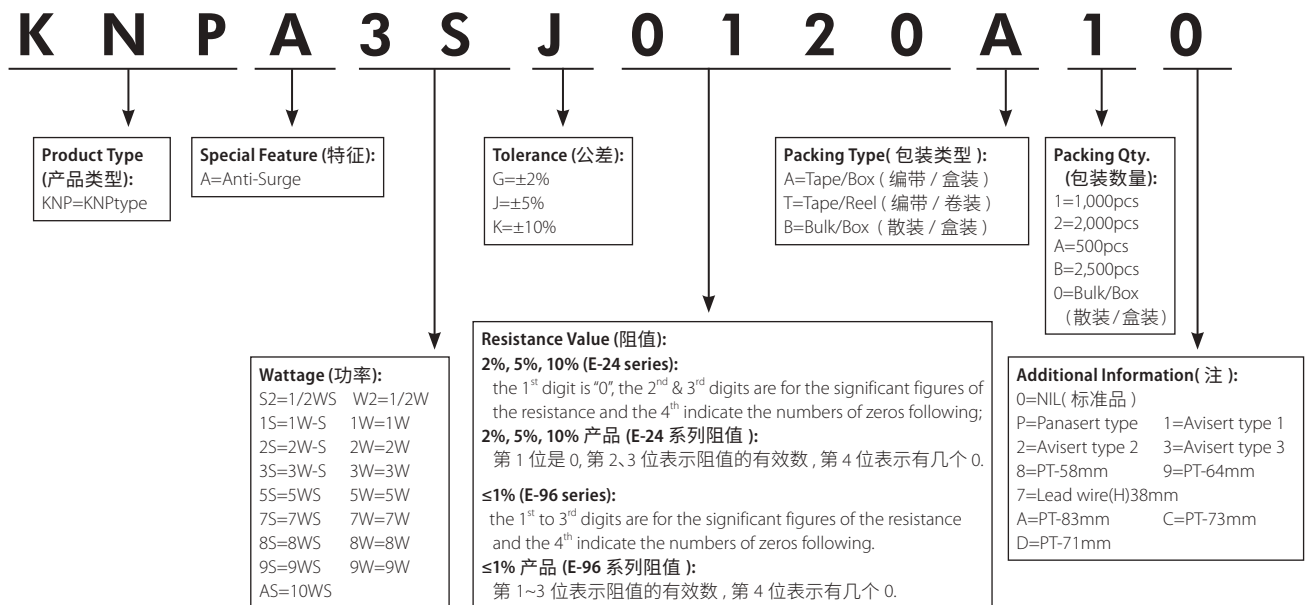 K N P A 3 S J 0 1 2 0 A 1 0
Product Type
(产品类型):
KNP=KNPtype
Special Feature (特征):
A=Anti-Surge
Tolerance (公差):
G=±2%
J=±5%
K=±10%
Packing Type( 包装类型 ):
A=Tape/Box ( 编带 / 盒装 )
T=Tape/Reel ( 编带 / 卷装 )
B=Bulk/Box ( 散装 / 盒装 )
Packing Qty.
(包装数量):
1=1,000pcs
2=2,000pcs
A=500pcs
B=2,500pcs
0=Bulk/Box
(散装/盒装)
Wattage (功率):
S2=1/2WS W2=1/2W
1S=1W-S 1W=1W
2S=2W-S 2W=2W
3S=3W-S 3W=3W
5S=5WS 5W=5W
7S=7WS 7W=7W
8S=8WS 8W=8W
9S=9WS 9W=9W
AS=10WS
Resistance Value (阻值):
2%, 5%, 10% (E-24 series):
the 1st digit is “0”, the 2nd & 3rd digits are for the significant figures of
the resistance and the 4th indicate the numbers of zeros following;
2%, 5%, 10% 产品 (E-24 系列阻值 ):
第 1 位是 0, 第 2、3 位表示阻值的有效数 , 第 4 位表示有几个 0.
≤1% (E-96 series):
the 1st to 3rd digits are for the significant figures of the resistance
and the 4th indicate the numbers of zeros following.
≤1% 产品 (E-96 系列阻值 ):
第 1~3 位表示阻值的有效数 , 第 4 位表示有几个 0.
Additional Information( 注 ):
0=NIL( 标准品 )
P=Panasert type 1=Avisert type 1
2=Avisert type 2 3=Avisert type 3
8=PT-58mm 9=PT-64mm
7=Lead wire(H)38mm
A=PT-83mm C=PT-73mm
D=PT-71mm